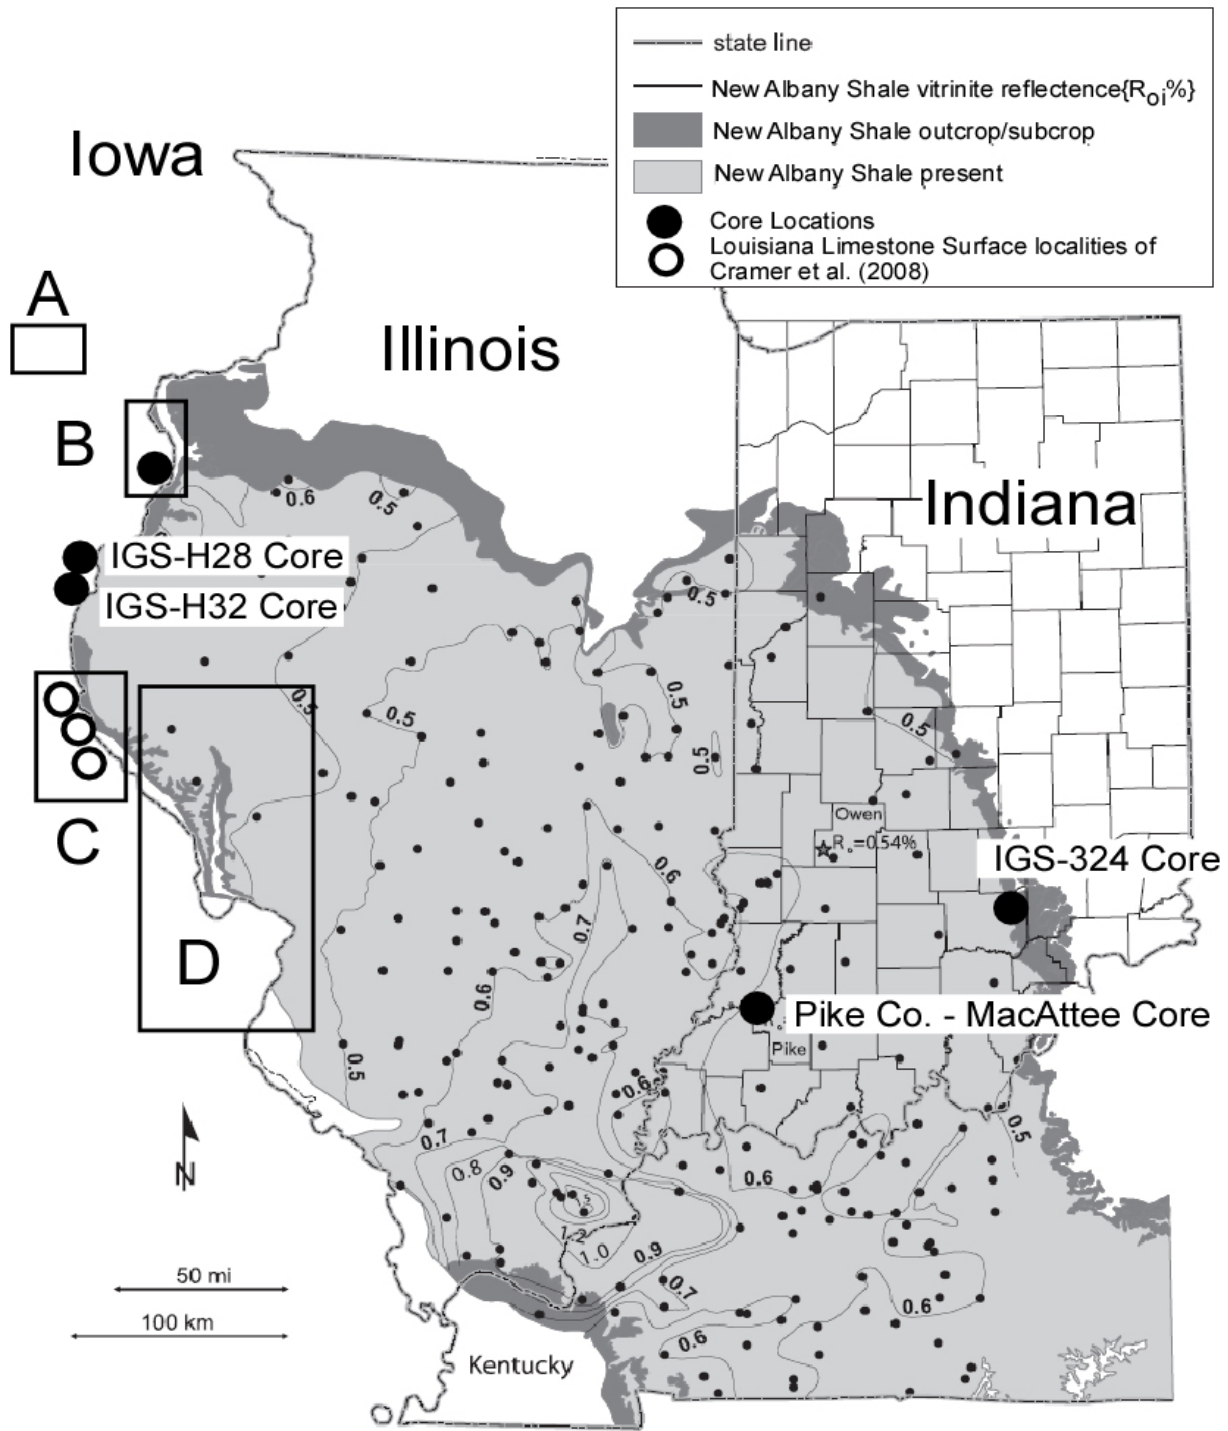 state line
New Albany Shale vitrinite reflectence{Roi%}
New Albany Shale outcrop/subcrop
New Albany Shale present
Core Locations
Louisiana Limestone Surface localities of
Cramer et al. (2008)
Iowa
A
Illinois
B
Indiana
0.6
0.5
IGS-H28 Core
IGS-H32 Core
0.5
0.5
0.5
0.5
0.5
0.5
C
Owen
R₀=0.54%
0.6
IGS-324 Core
0.7
D
0.6
Pike Co. - MacAttee Core
Pike
0.5
0.6
0.5
0.7
N
0.8
0.9
0.6
1.5
1.2
1.0
0.9
50 mi
0.7
0.6
100 km
0.6
Kentucky